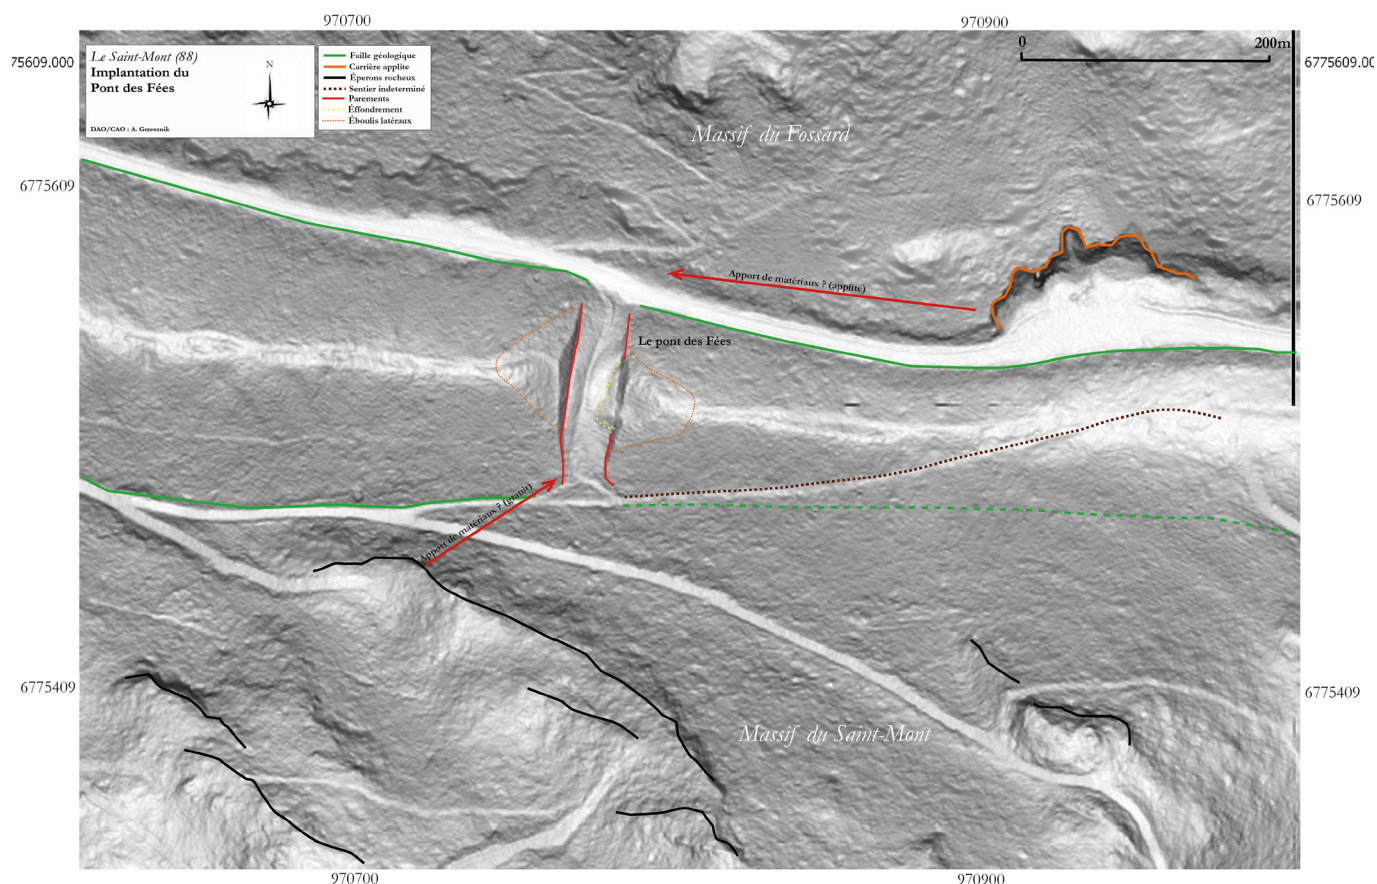 970700
970900
75609.000
Le Saint-Mont (88)
Implantation du
Pont des Fées
N
DAO/CAO : A. Grzesznik
Faille géologique
Carrière applite
Éperons rocheux
Sentier indeterminé
Parements
Éffondrement
Éboulis latéraux
0
200m
6775609.00
Massif du Fossard
6775609
6775609
Apport de matériaux ? (applite)
Le pont des Fées
Apport de matériaux ? (granit)
6775409
6775409
Massif du Saint-Mont
970700
970900